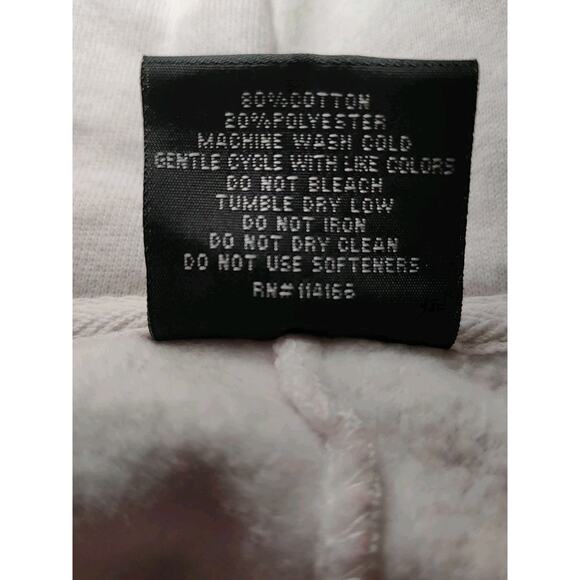 80% COTTON
20% POLYESTER
MACHINE WASH COLD
GENTLE CYCLE WITH LIKE COLORS
DO NOT BLEACH
TUMBLE DRY LOW
DO NOT IRON
DO NOT DRY CLEAN
DO NOT USE SOFTENERS
RN# 114166